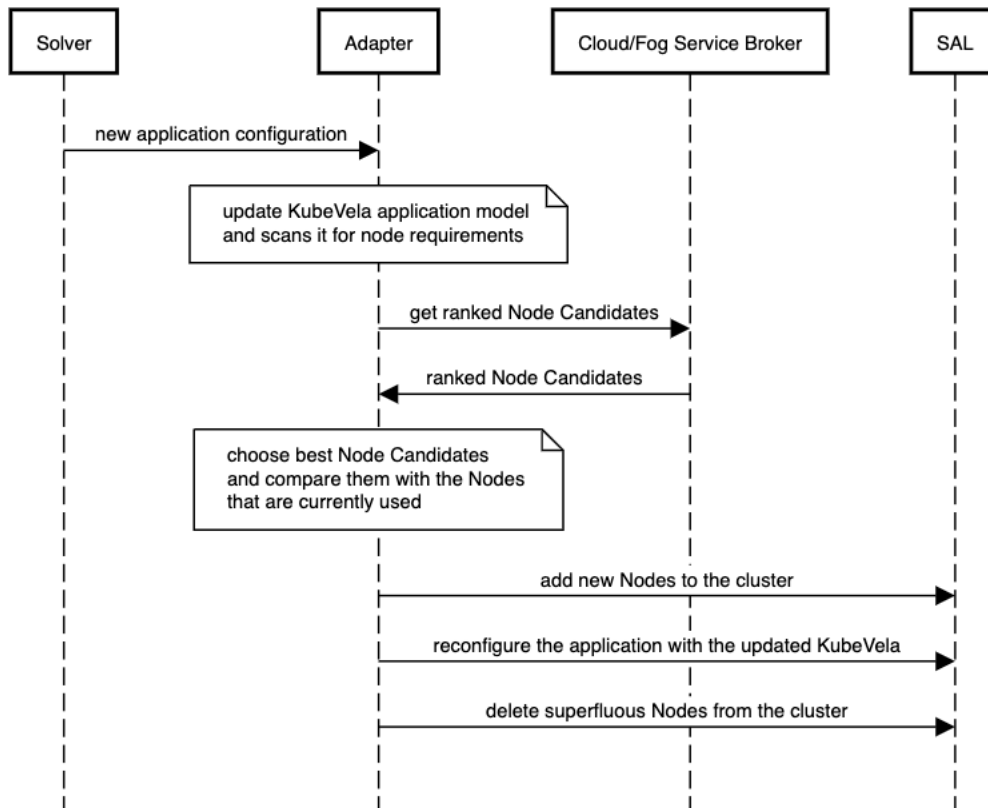 Solver
Adapter
Cloud/Fog Service Broker
SAL
new application configuration
update KubeVela application model
and scans it for node requirements
get ranked Node Candidates
ranked Node Candidates
choose best Node Candidates
and compare them with the Nodes
that are currently used
add new Nodes to the cluster
reconfigure the application with the updated KubeVela
delete superfluous Nodes from the cluster